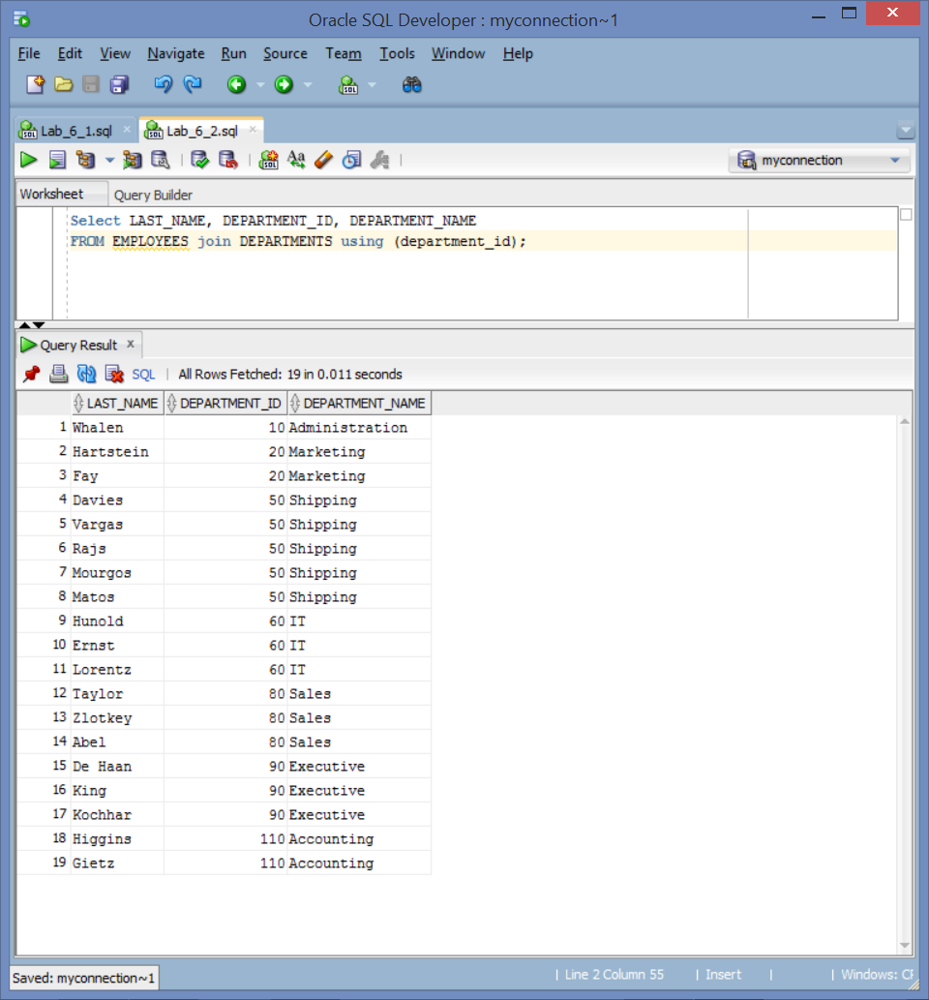 Oracle SQL Developer : myconnection~1
File Edit View Navigate Run Source Team Tools Window Help
SQL
SQL Lab_6_1.sql × SQL Lab_6_2.sql ×
SQL Aa myconnection
Worksheet Query Builder
Select LAST_NAME, DEPARTMENT_ID, DEPARTMENT_NAME
FROM EMPLOYEES join DEPARTMENTS using (department_id);
Query Result x
SQL | All Rows Fetched: 19 in 0.011 seconds
LAST_NAME DEPARTMENT_ID DEPARTMENT_NAME
1 Whalen 10 Administration
2 Hartstein 20 Marketing
3 Fay 20 Marketing
4 Davies 50 Shipping
5 Vargas 50 Shipping
6 Rajs 50 Shipping
7 Mourgos 50 Shipping
8 Matos 50 Shipping
9 Hunold 60 IT
10 Ernst 60 IT
11 Lorentz 60 IT
12 Taylor 80 Sales
13 Zlotkey 80 Sales
14 Abel 80 Sales
15 De Haan 90 Executive
16 King 90 Executive
17 Kochhar 90 Executive
18 Higgins 110 Accounting
19 Gietz 110 Accounting
Saved: myconnection~1 | Line 2 Column 55 | Insert | | Windows: